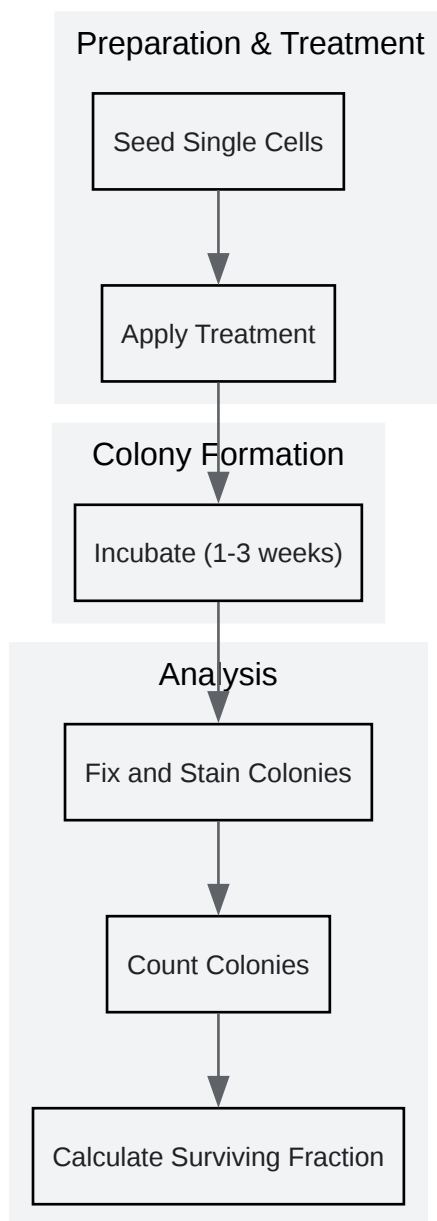 Preparation & Treatment
Seed Single Cells
Apply Treatment
Colony Formation
Incubate (1-3 weeks)
Analysis
Fix and Stain Colonies
Count Colonies
Calculate Surviving Fraction